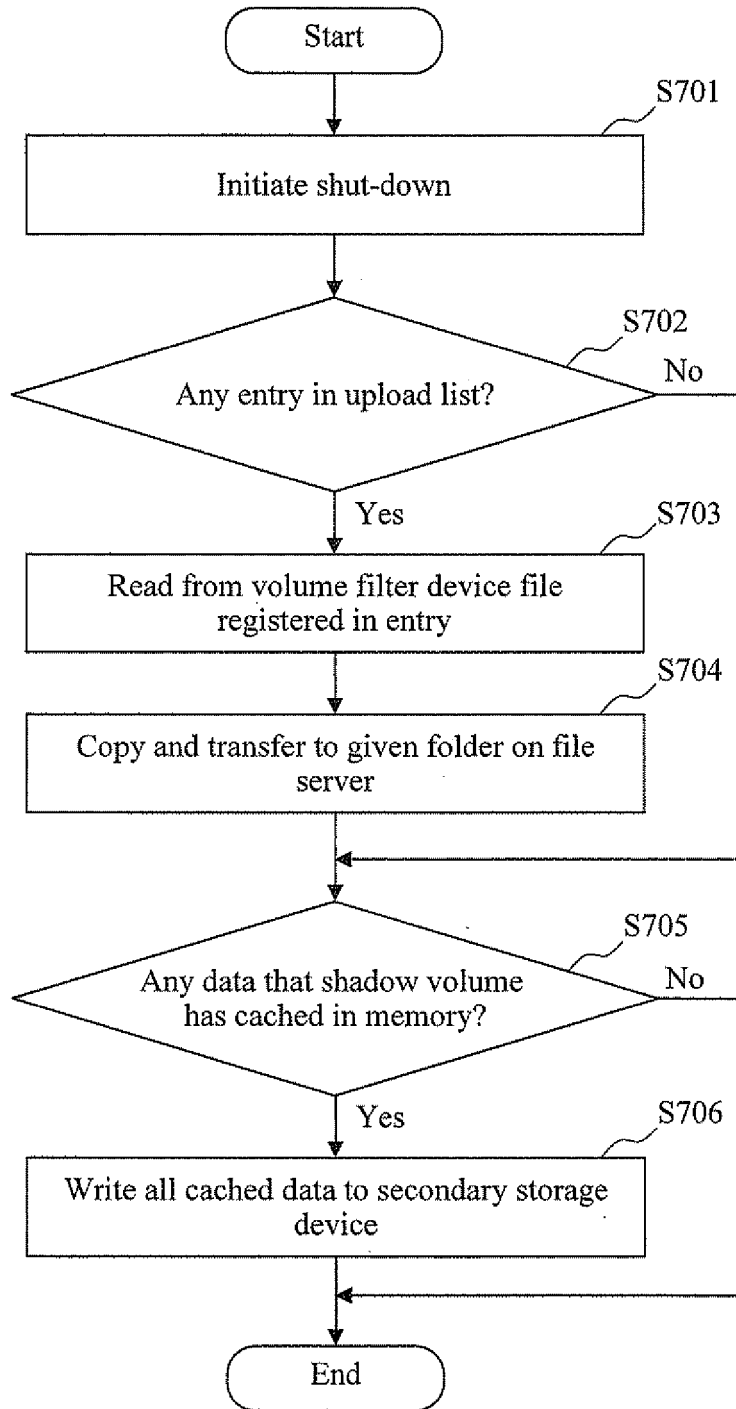 Start
S701
Initiate shut-down
S702
Any entry in upload list?
No
Yes
S703
Read from volume filter device file
registered in entry
S704
Copy and transfer to given folder on file
server
S705
Any data that shadow volume
has cached in memory?
No
Yes
S706
Write all cached data to secondary storage
device
End